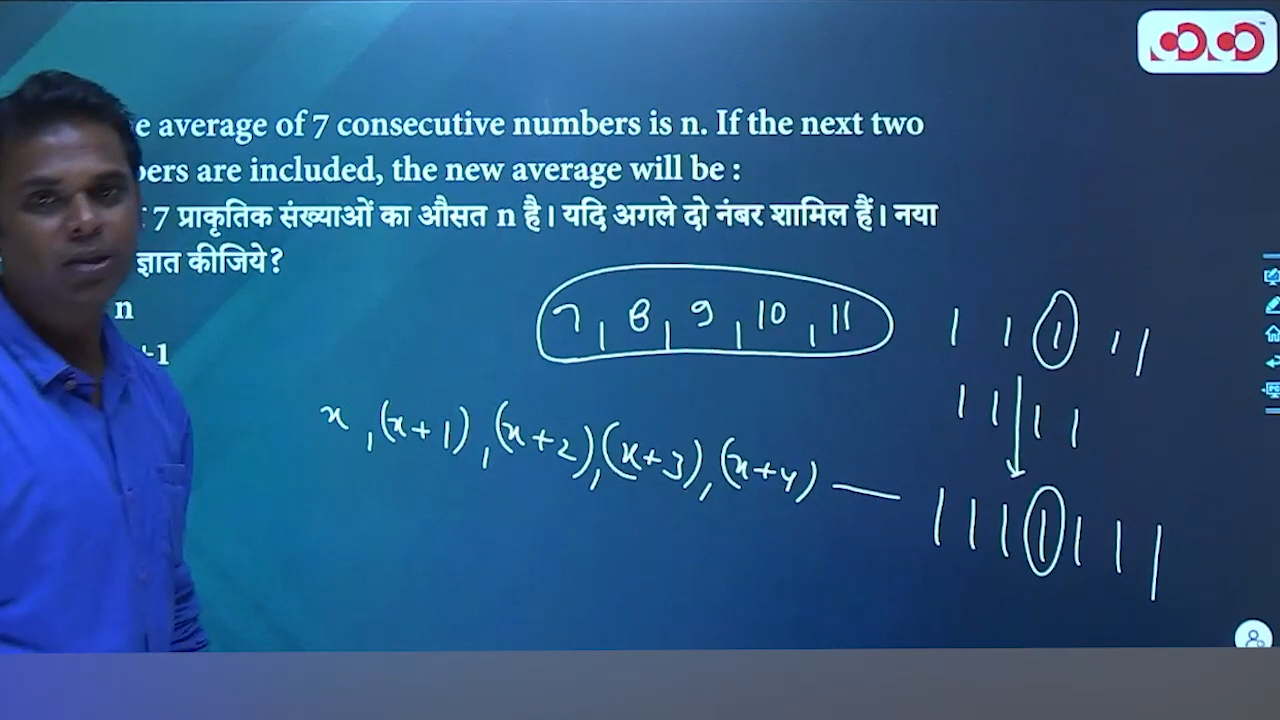 average of 7 consecutive numbers is n. If the next two
are included, the new average will be :
7 प्राकृतिक संख्याओं का औसत n है। यदि अगले दो नंबर शामिल हैं। नया
ज्ञात कीजिये?
n
+1
7, 8, 9, 10, 11
x, (x+1), (x+2), (x+3), (x+4) —